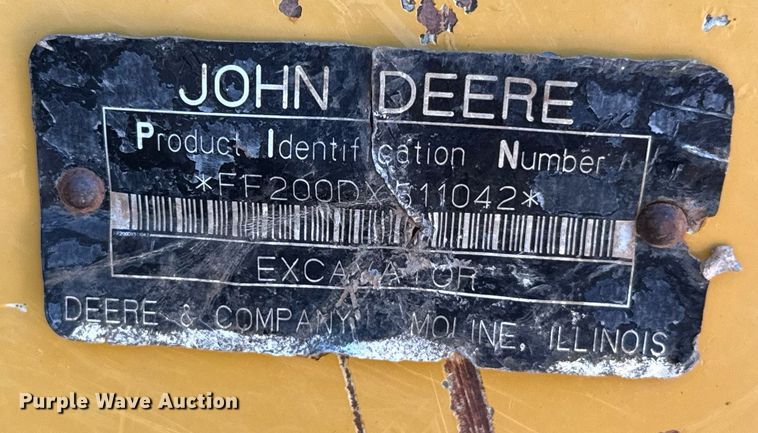 JOHN DEERE
Product Identification Number
*FF200DX511042*
EXCAVATOR
DEERE & COMPANY MOLINE, ILLINOIS
Purple Wave Auction